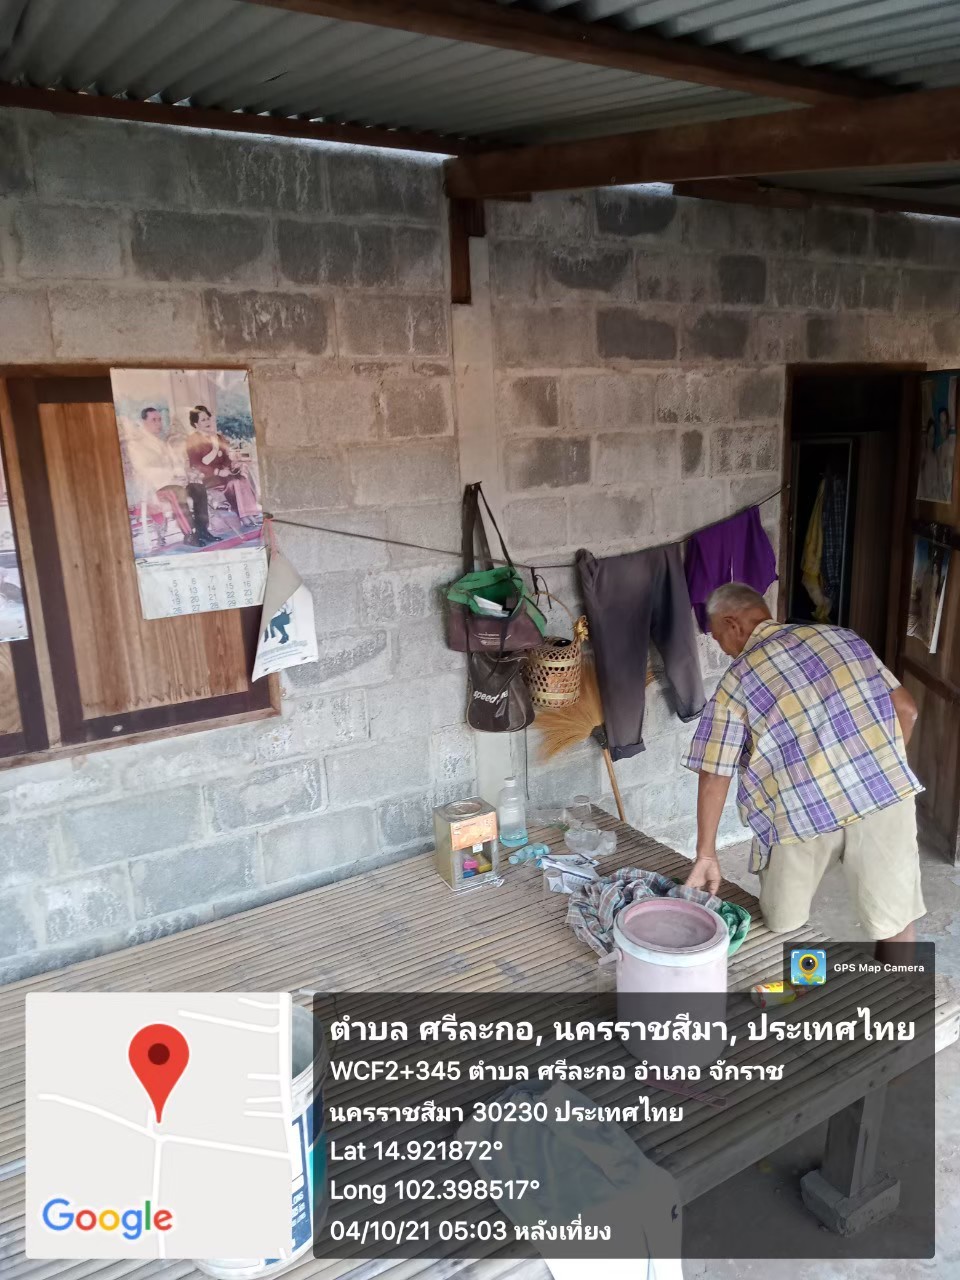 speed
GPS Map Camera
ตำบล ศรีละกอ, นครราชสีมา, ประเทศไทย
WCF2+345 ตำบล ศรีละกอ อำเภอ จักราช
นครราชสีมา 30230 ประเทศไทย
Lat 14.921872°
Long 102.398517°
04/10/21 05:03 หลังเที่ยง
Google